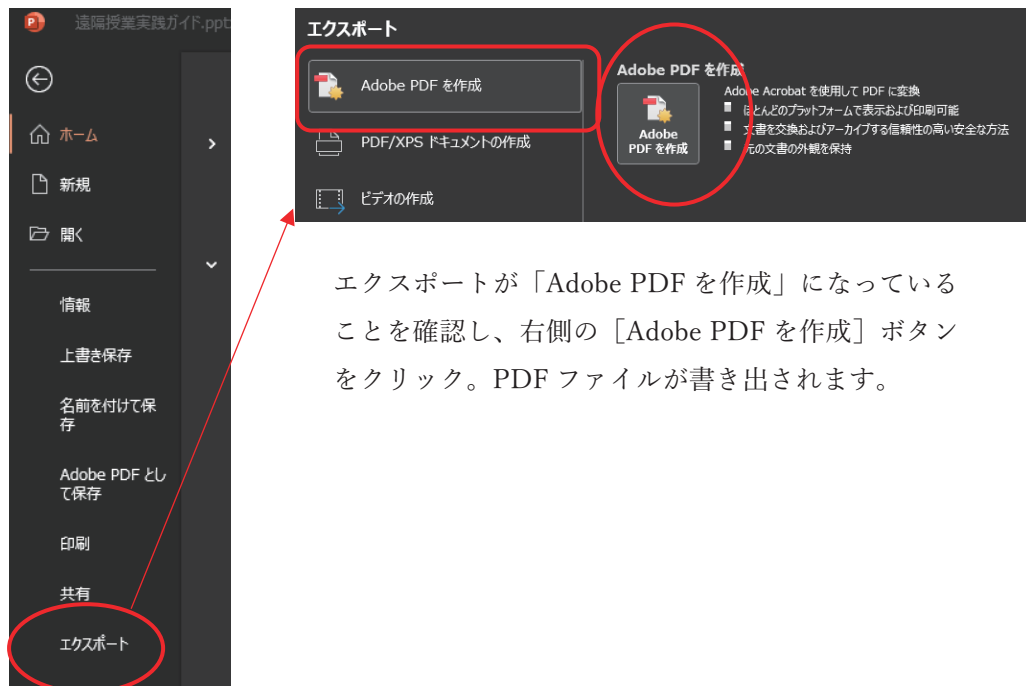 P 遠隔授業実践ガイド.ppt
ホーム
新規
開く
情報
上書き保存
名前を付けて保
存
Adobe PDF とし
て保存
印刷
共有
エクスポート
エクスポート
Adobe PDF を作成
PDF/XPS ドキュメントの作成
ビデオの作成
Adobe PDF を作成
Adobe
PDF を作成
Adobe Acrobat を使用して PDF に変換
ほとんどのプラットフォームで表示および印刷可能
文書を交換およびアーカイブする信頼性の高い安全な方法
元の文書の外観を保持
エクスポートが「Adobe PDF を作成」になっている
ことを確認し、右側の［Adobe PDF を作成］ボタン
をクリック。PDF ファイルが書き出されます。